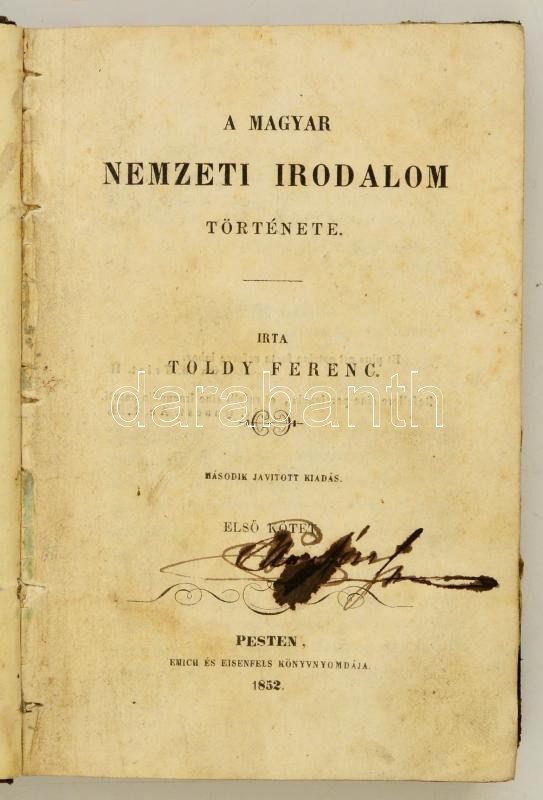 A MAGYAR
NEMZETI IRODALOM
TÖRTÉNETE.
IRTA
TOLDY FERENC.
darabanth
MÁSODIK JAVITOTT KIADÁS.
ELSŐ KÖTET
PESTEN,
EMICH ÉS EISENFELS KÖNYVNYOMDÁJA.
1852.